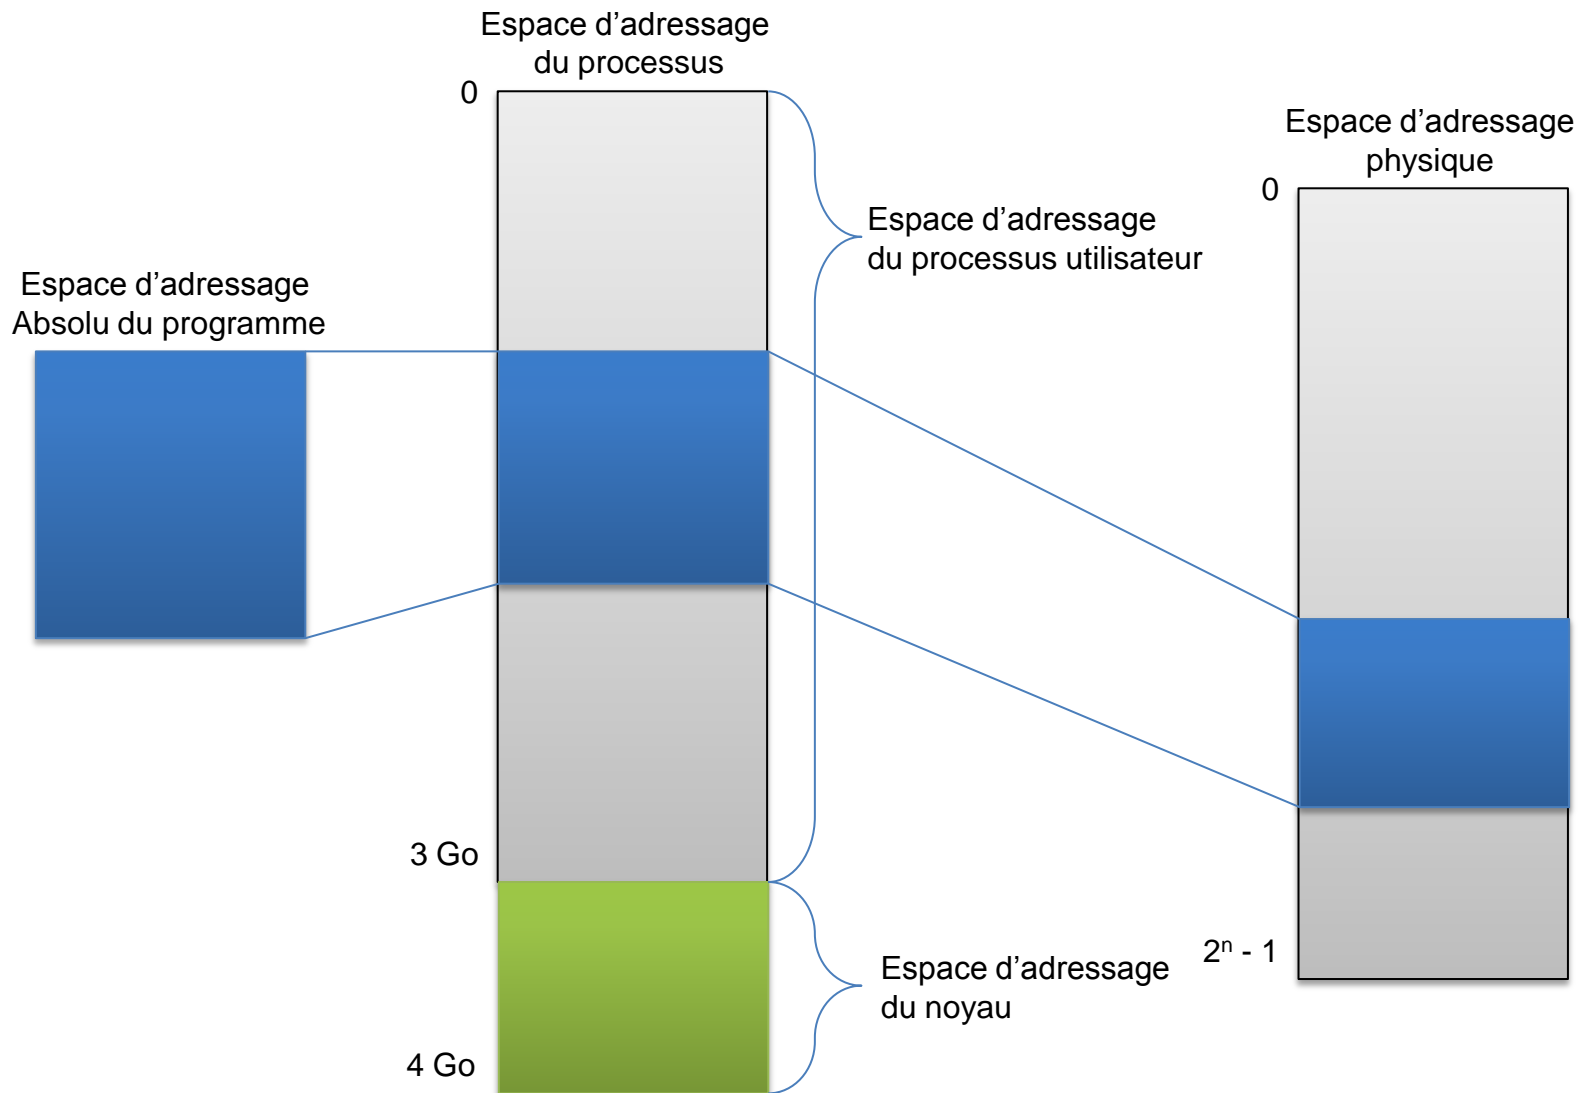 Espace d’adressage
du processus
0
Espace d’adressage
physique
0
Espace d’adressage
du processus utilisateur
Espace d’adressage
Absolu du programme
3 Go
2ⁿ - 1
Espace d’adressage
du noyau
4 Go